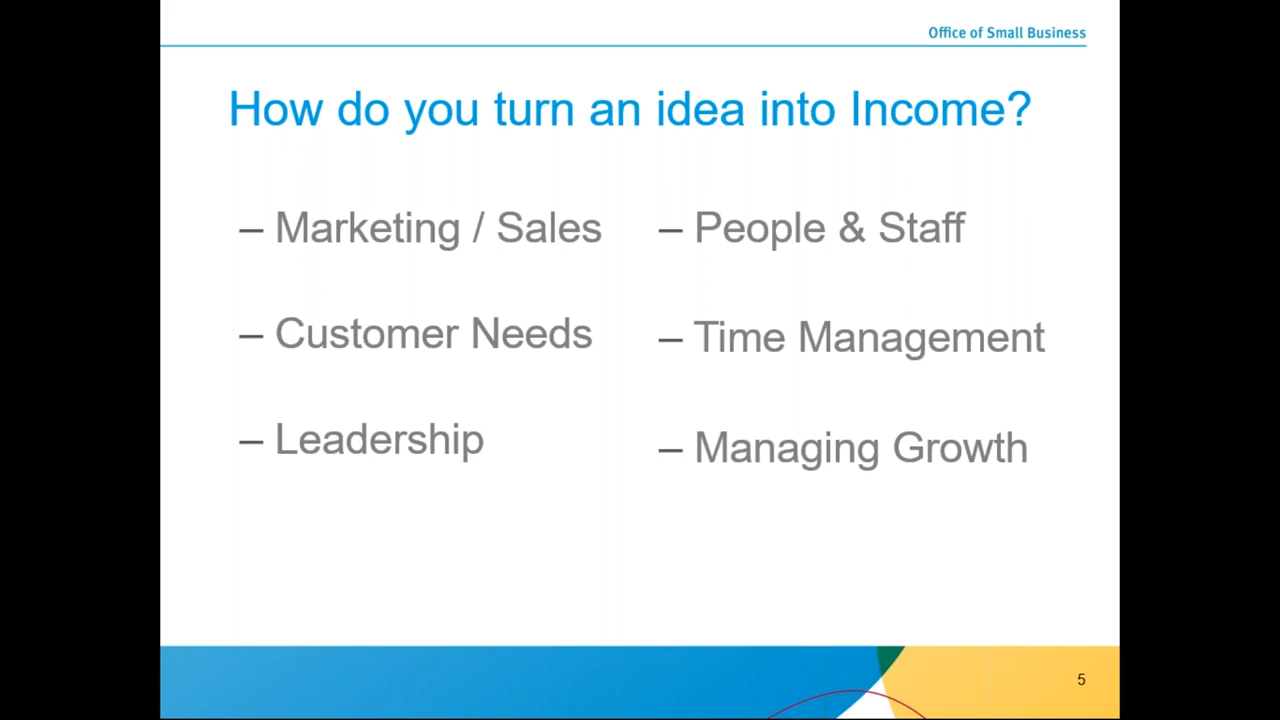 Office of Small Business
How do you turn an idea into Income?
– Marketing / Sales
– Customer Needs
– Leadership
– People & Staff
– Time Management
– Managing Growth
5